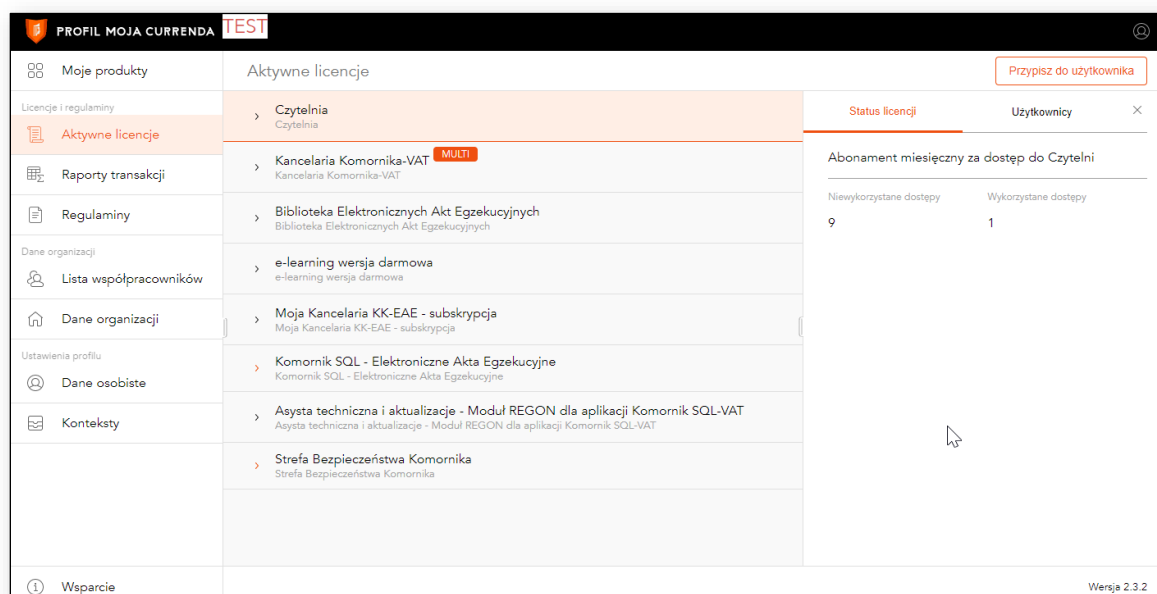 PROFIL MOJA CURRENDA TEST
Moje produkty
Licencje i regulaminy
Aktywne licencje
Raporty transakcji
Regulaminy
Dane organizacji
Lista współpracowników
Dane organizacji
Ustawienia profilu
Dane osobiste
Konteksty
Wsparcie
Aktywne licencje
Przypisz do użytkownika
Czytelnia
Czytelnia
Kancelaria Komornika-VAT MULTI
Kancelaria Komornika-VAT
Biblioteka Elektronicznych Akt Egzekucyjnych
Biblioteka Elektronicznych Akt Egzekucyjnych
e-learning wersja darmowa
e-learning wersja darmowa
Moja Kancelaria KK-EAE - subskrypcja
Moja Kancelaria KK-EAE - subskrypcja
Komornik SQL - Elektroniczne Akta Egzekucyjne
Komornik SQL - Elektroniczne Akta Egzekucyjne
Asysta techniczna i aktualizacje - Moduł REGON dla aplikacji Komornik SQL-VAT
Asysta techniczna i aktualizacje - Moduł REGON dla aplikacji Komornik SQL-VAT
Strefa Bezpieczeństwa Komornika
Strefa Bezpieczeństwa Komornika
Status licencji Użytkownicy
Abonament miesięczny za dostęp do Czytelni
Niewykorzystane dostępy Wykorzystane dostępy
9 1
Wersja 2.3.2